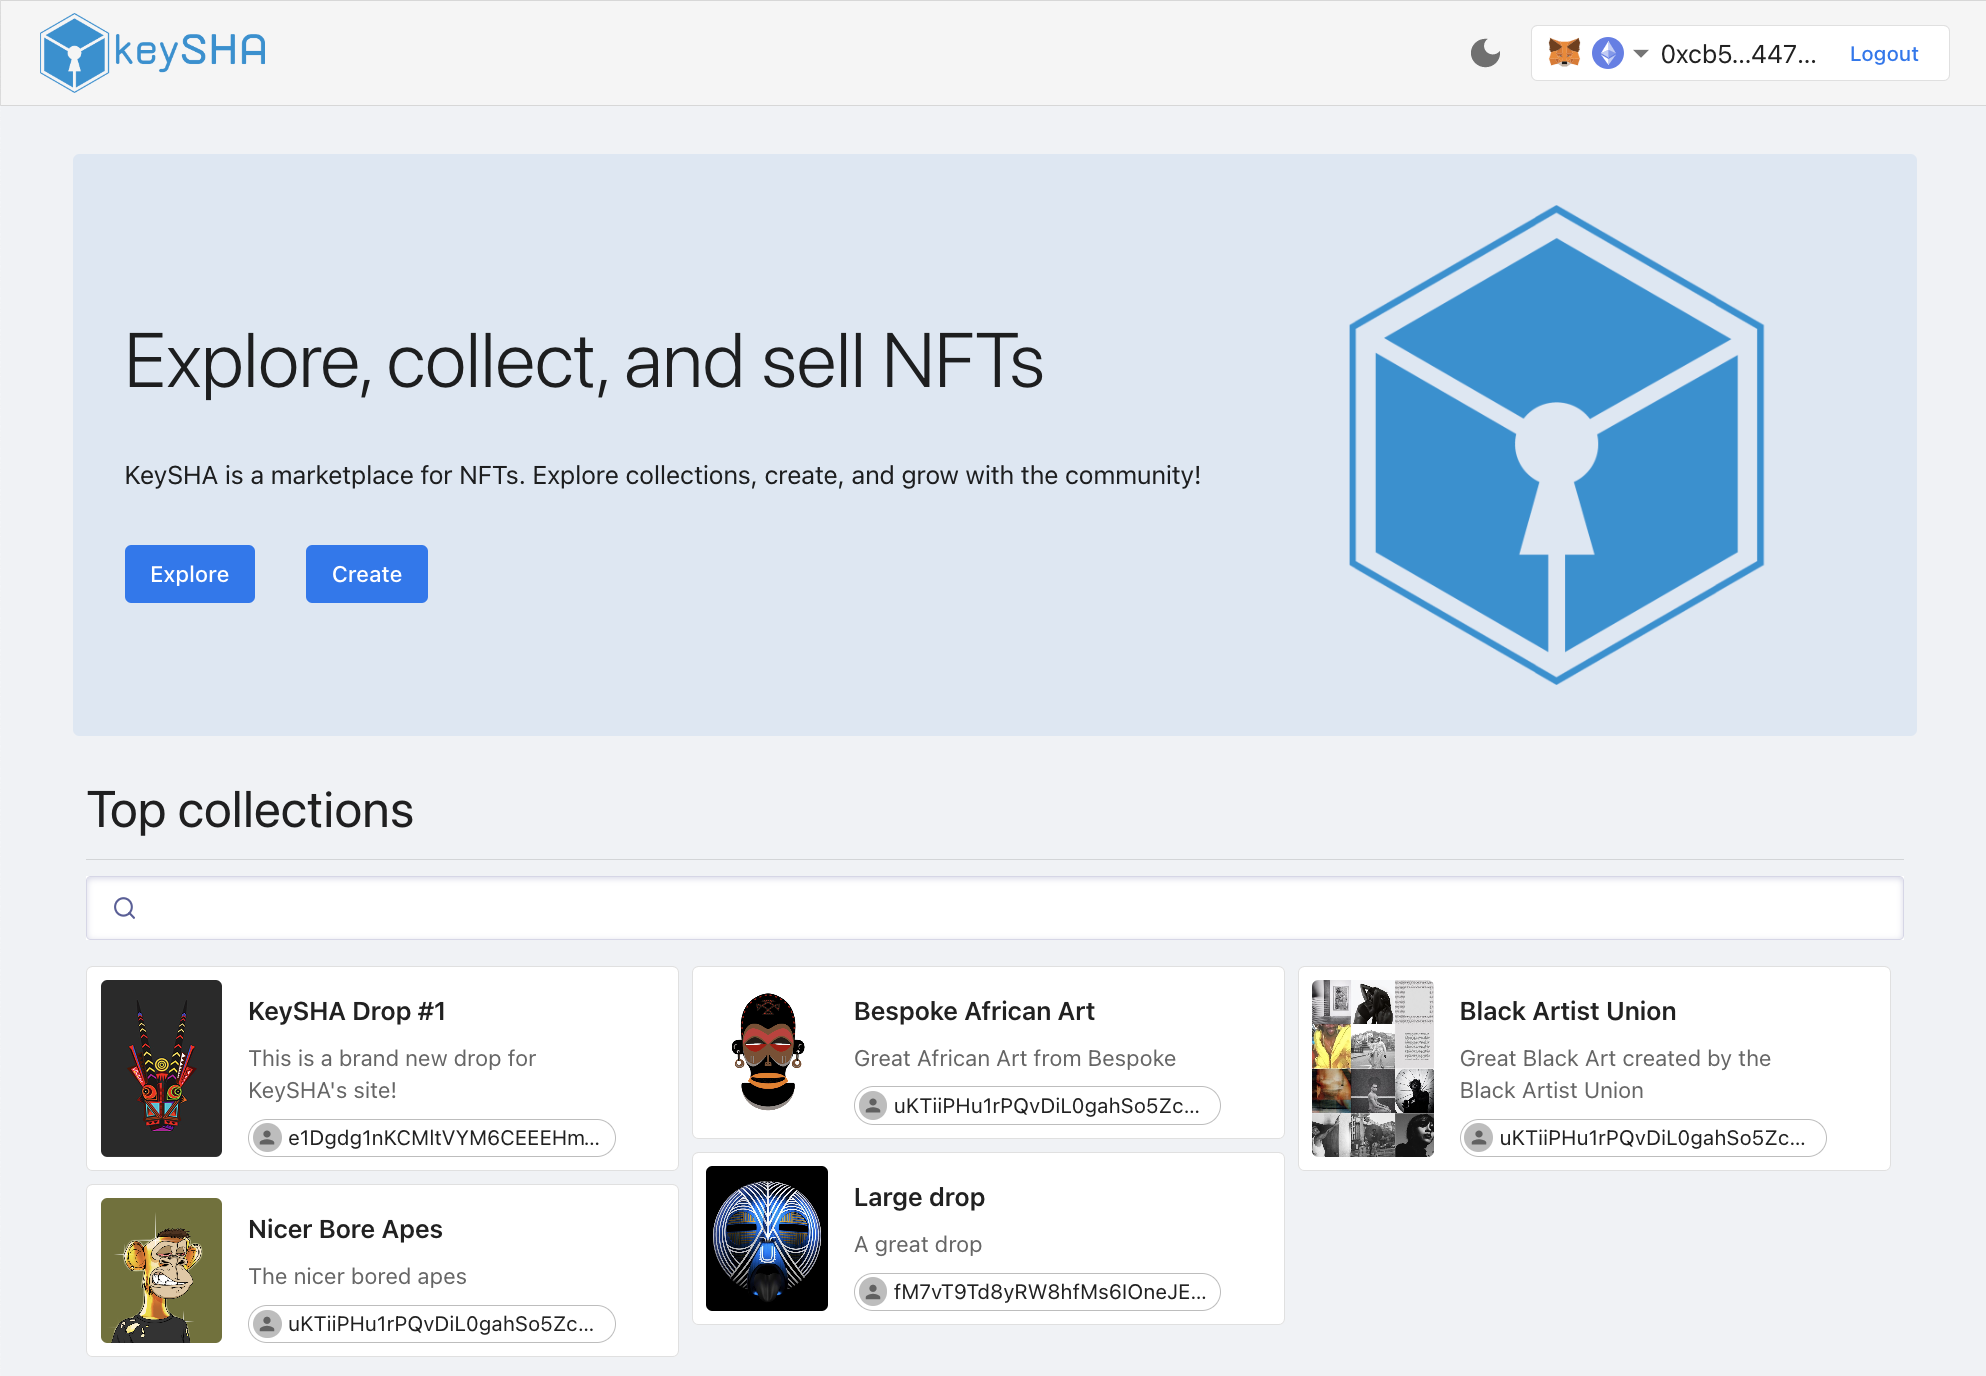 keySHA
0xcb5...447...
Logout
Explore, collect, and sell NFTs
KeySHA is a marketplace for NFTs. Explore collections, create, and grow with the community!
Explore
Create
Top collections
KeySHA Drop #1
This is a brand new drop for
KeySHA's site!
e1Dgdg1nKCMltVYM6CEEEHm...
Bespoke African Art
Great African Art from Bespoke
uKTiiPHu1rPQvDiL0gahSo5Zc...
Black Artist Union
Great Black Art created by the
Black Artist Union
uKTiiPHu1rPQvDiL0gahSo5Zc...
Nicer Bore Apes
The nicer bored apes
uKTiiPHu1rPQvDiL0gahSo5Zc...
Large drop
A great drop
fM7vT9Td8yRW8hfMs6IOneJE...